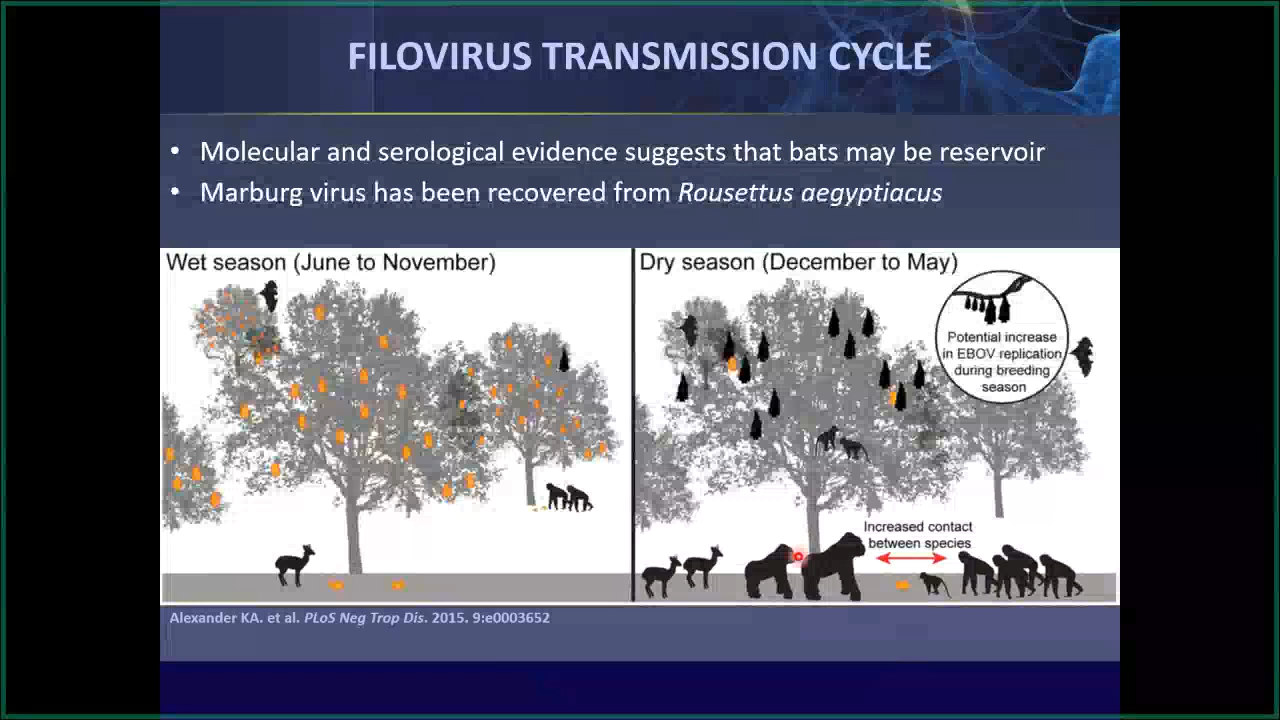 FILOVIRUS TRANSMISSION CYCLE
• Molecular and serological evidence suggests that bats may be reservoir
• Marburg virus has been recovered from Rousettus aegyptiacus
Wet season (June to November)
Dry season (December to May)
Potential increase
in EBOV replication
during breeding
season
Increased contact
between species
Alexander KA. et al. PLoS Neg Trop Dis. 2015. 9:e0003652